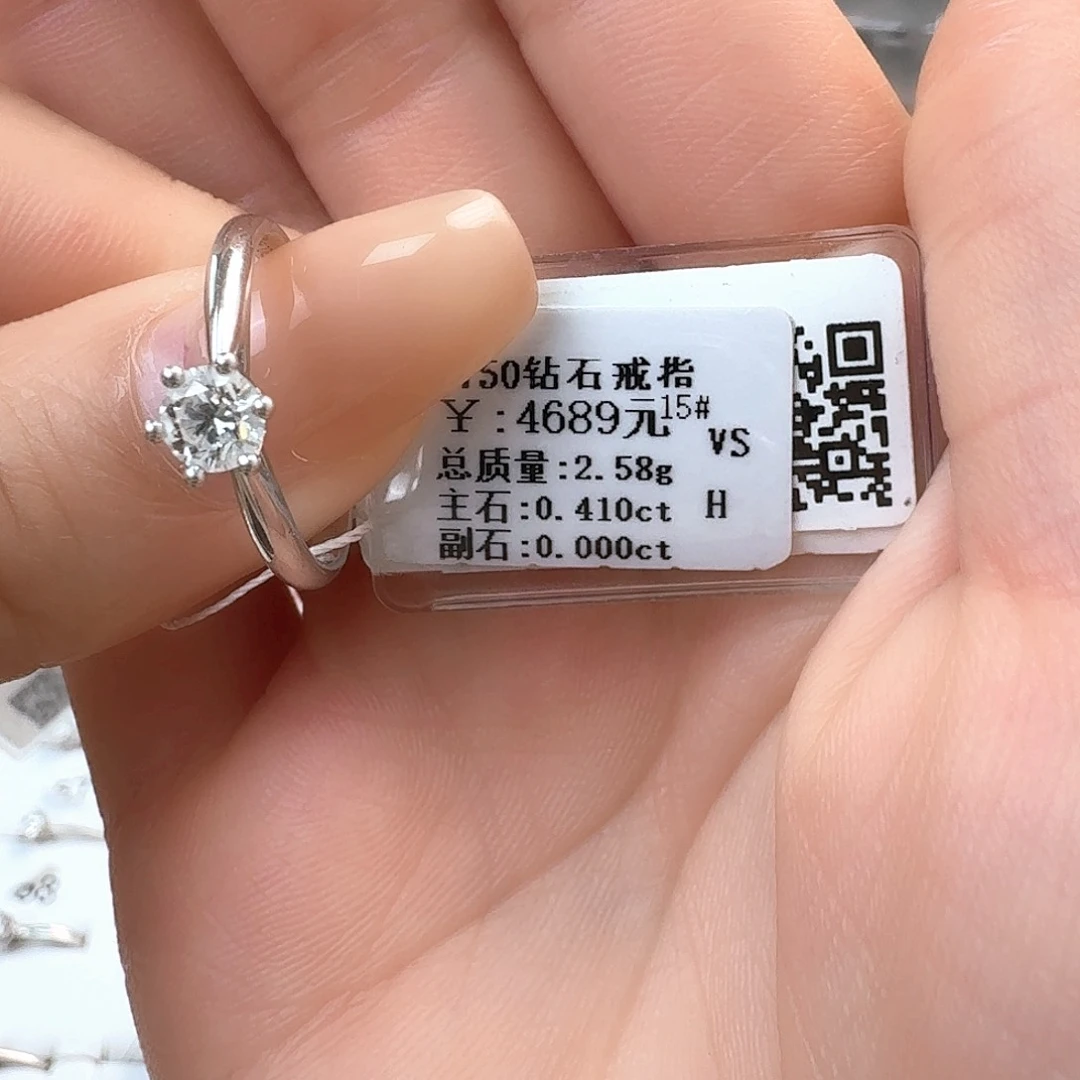 750钻石戒指
¥:4689元15#
VS
总质量:2.58g
主石:0.410ct H
副石:0.000ct